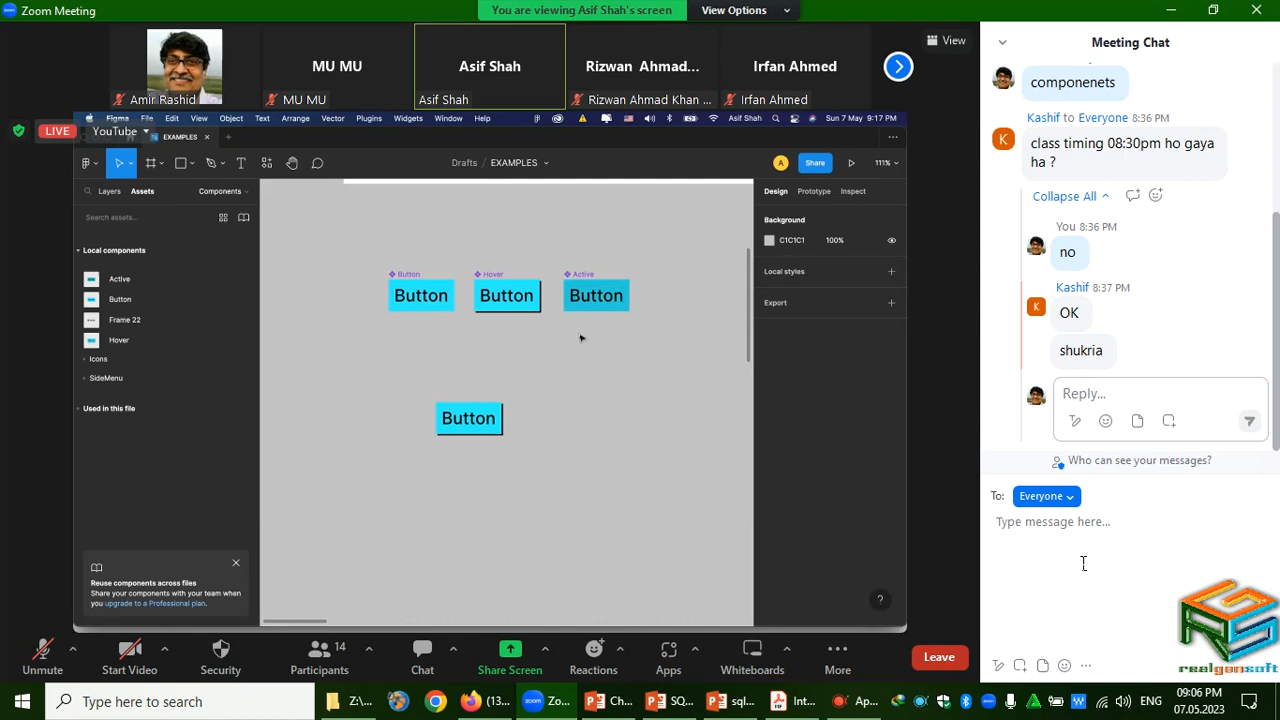 Zoom Meeting
You are viewing Asif Shah's screen
View Options
MU MU
Asif Shah
Rizwan Ahmad...
Irfan Ahmed
View
Amir Rashid
MU MU
Asif Shah
Rizwan Ahmad Khan ...
Irfan Ahmed
LIVE
YouTube
Figma File Edit View Object Text Arrange Vector Plugins Widgets Window Help
Asif Shah
Sun 7 May 9:17 PM
EXAMPLES
Drafts / EXAMPLES
A
Share
111%
Layers
Assets
Components
Search assets...
Local components
Active
Button
Frame 22
Hover
Icons
SideMenu
Used in this file
Reuse components across files
Share your components with your team when
you upgrade to a Professional plan.
Button
Hover
Active
Button
Button
Button
Button
Design
Prototype
Inspect
Background
C1C1C1
100%
Local styles
Export
?
Meeting Chat
componenets
Kashif to Everyone 8:36 PM
K
class timing 08:30pm ho gaya
ha ?
Collapse All
You 8:36 PM
no
Kashif 8:37 PM
K
OK
shukria
Reply...
Who can see your messages?
To: Everyone
Type message here...
realgensoft
Unmute
Start Video
Security
14
Participants
Chat
Share Screen
Reactions
Apps
Whiteboards
More
Leave
Type here to search
Z:\...
(13...
Zo...
Ch...
SQ...
sql...
Int...
Ap...
ENG
09:06 PM
07.05.2023